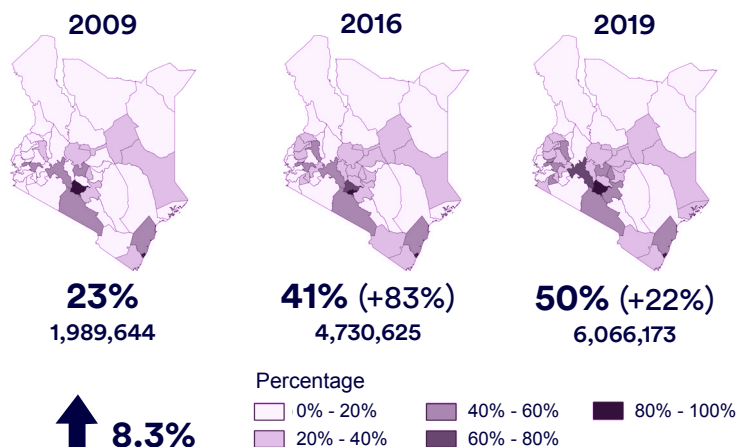 2009
2016
2019
23%
41% (+83%)
50% (+22%)
1,989,644
4,730,625
6,066,173
8.3%
Percentage
0% - 20%
40% - 60%
80% - 100%
20% - 40%
60% - 80%